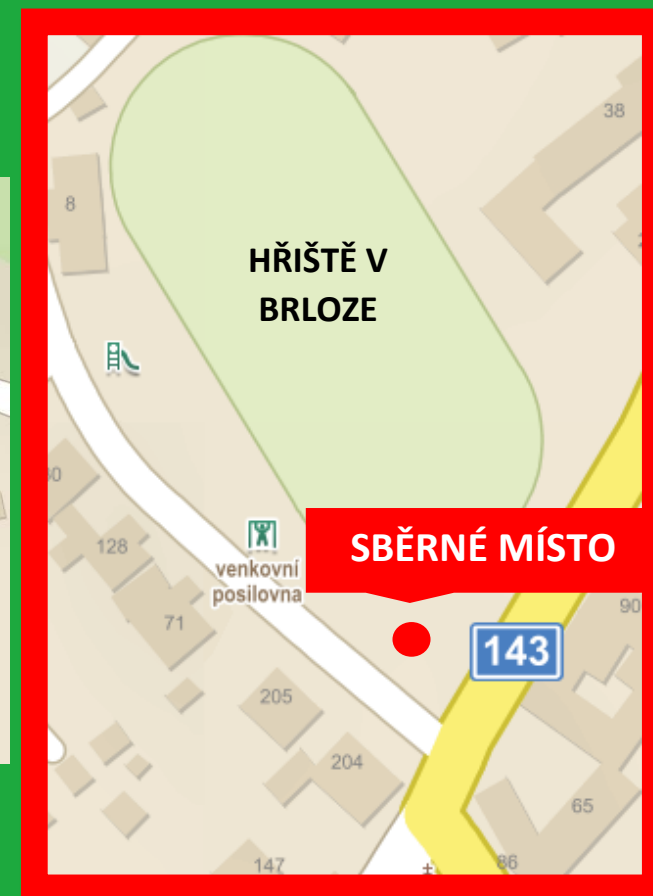 38
8
HŘIŠTĚ V
BRLOZE
SBĚRNÉ MÍSTO
128
venkovní
posilovna
90
71
143
205
204
65
147
86